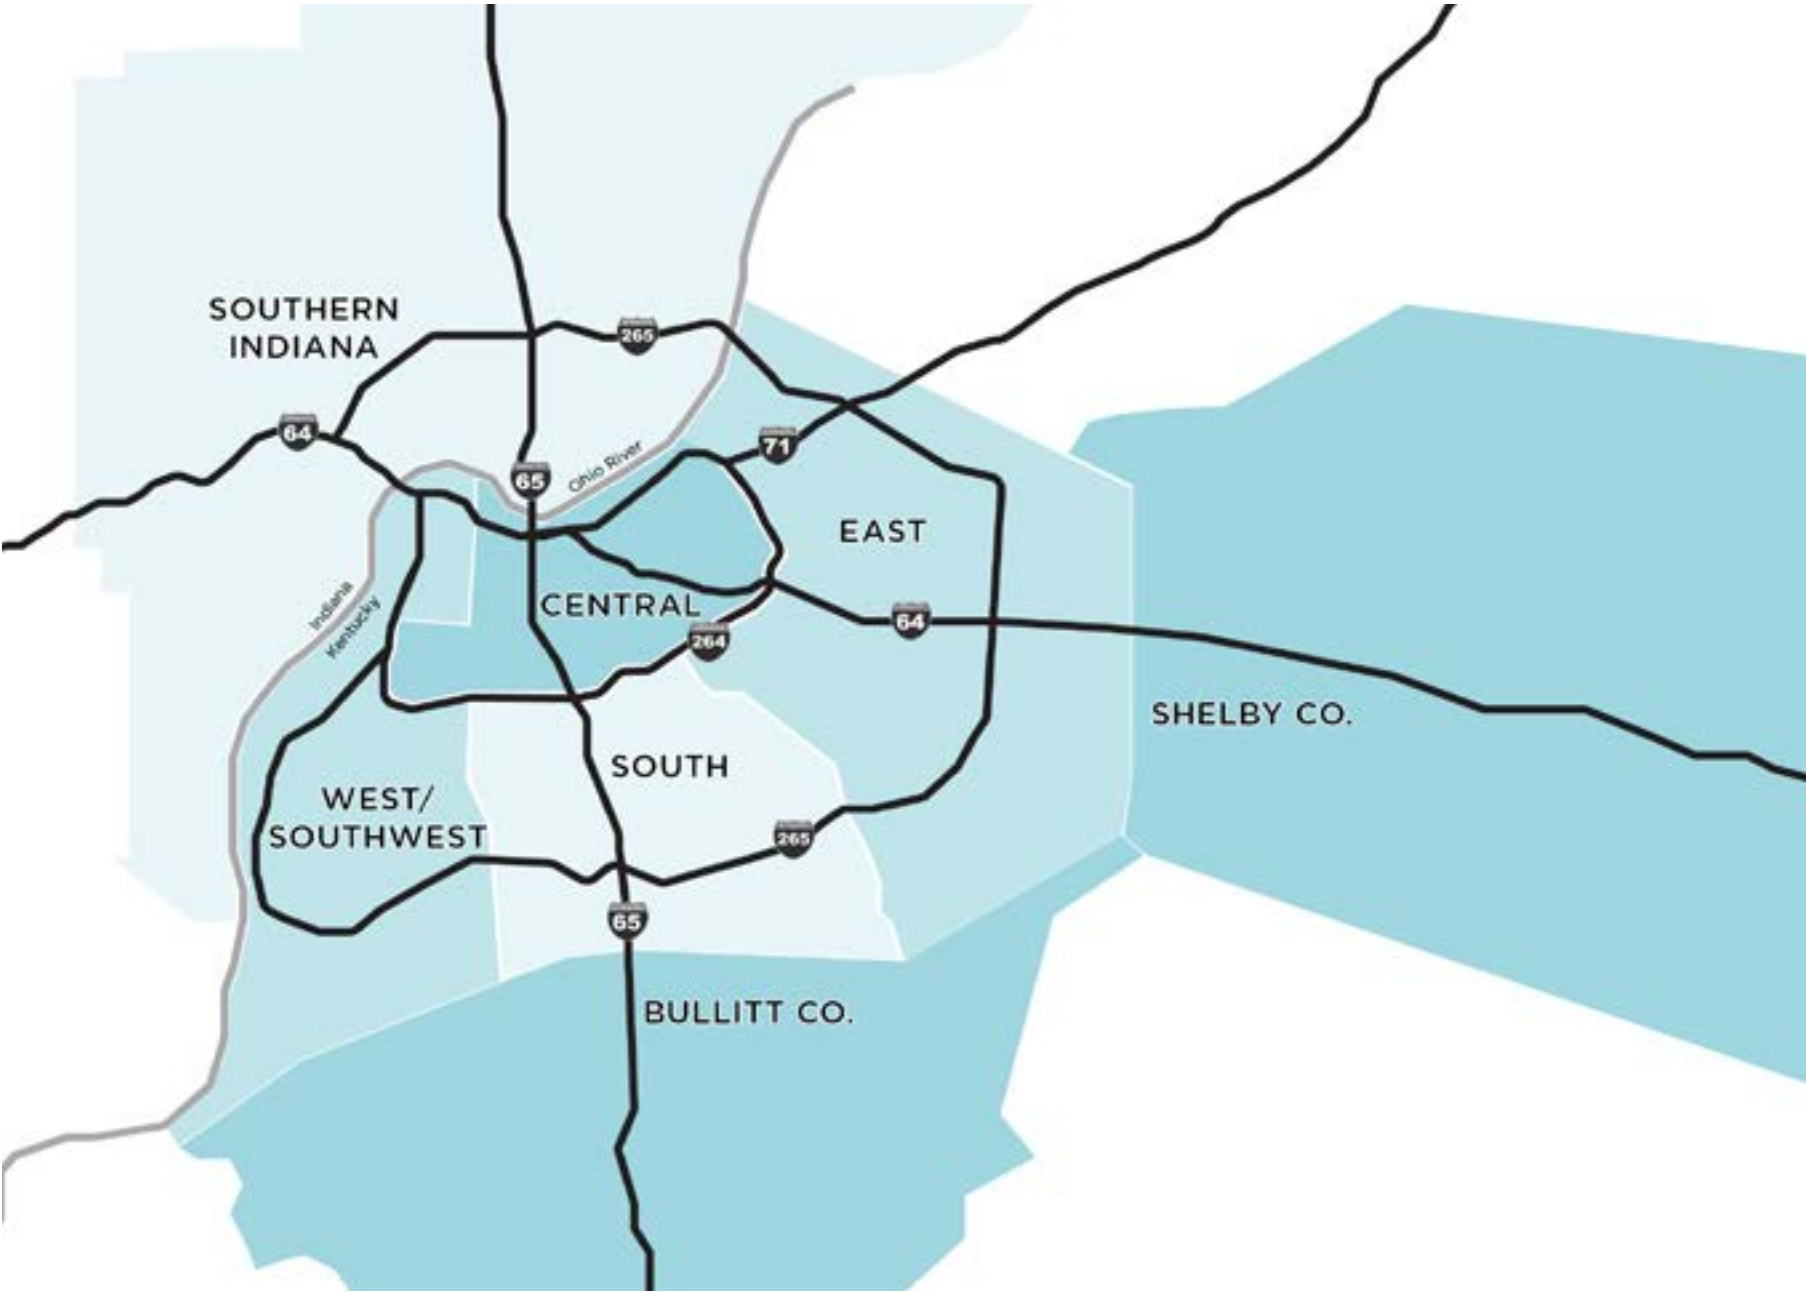 SOUTHERN
INDIANA
265
64
71
65
Ohio River
EAST
Indiana
Kentucky
CENTRAL
264
64
SHELBY CO.
SOUTH
WEST/
SOUTHWEST
265
65
BULLITT CO.